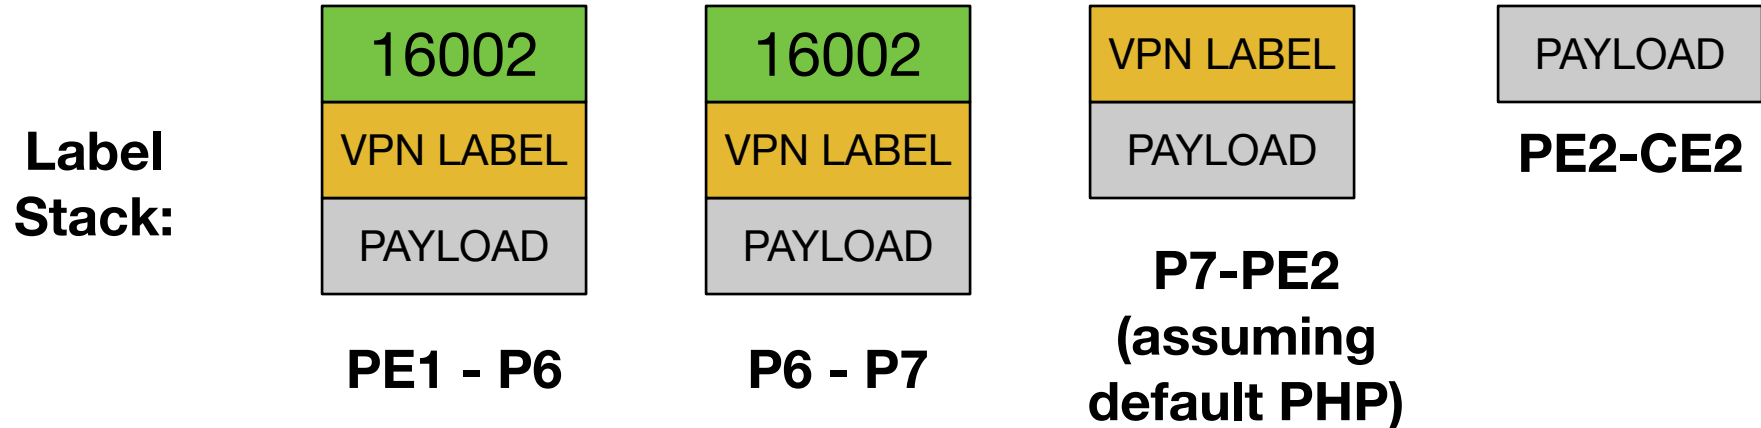 Label
Stack:
16002
VPN LABEL
PAYLOAD
PE1 - P6
16002
VPN LABEL
PAYLOAD
P6 - P7
VPN LABEL
PAYLOAD
P7-PE2
(assuming
default PHP)
PAYLOAD
PE2-CE2